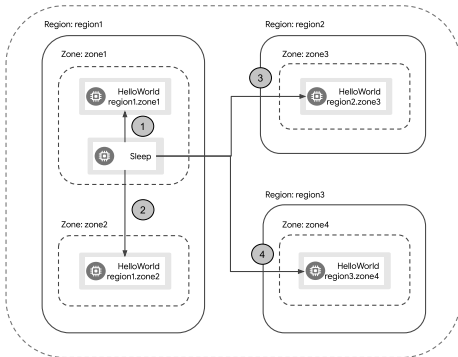 Region: region1
Zone: zone1
HelloWorld
region1.zone1
1
Sleep
2
Zone: zone2
HelloWorld
region1.zone2
Region: region2
Zone: zone3
3
HelloWorld
region2.zone3
Region: region3
Zone: zone4
4
HelloWorld
region3.zone4